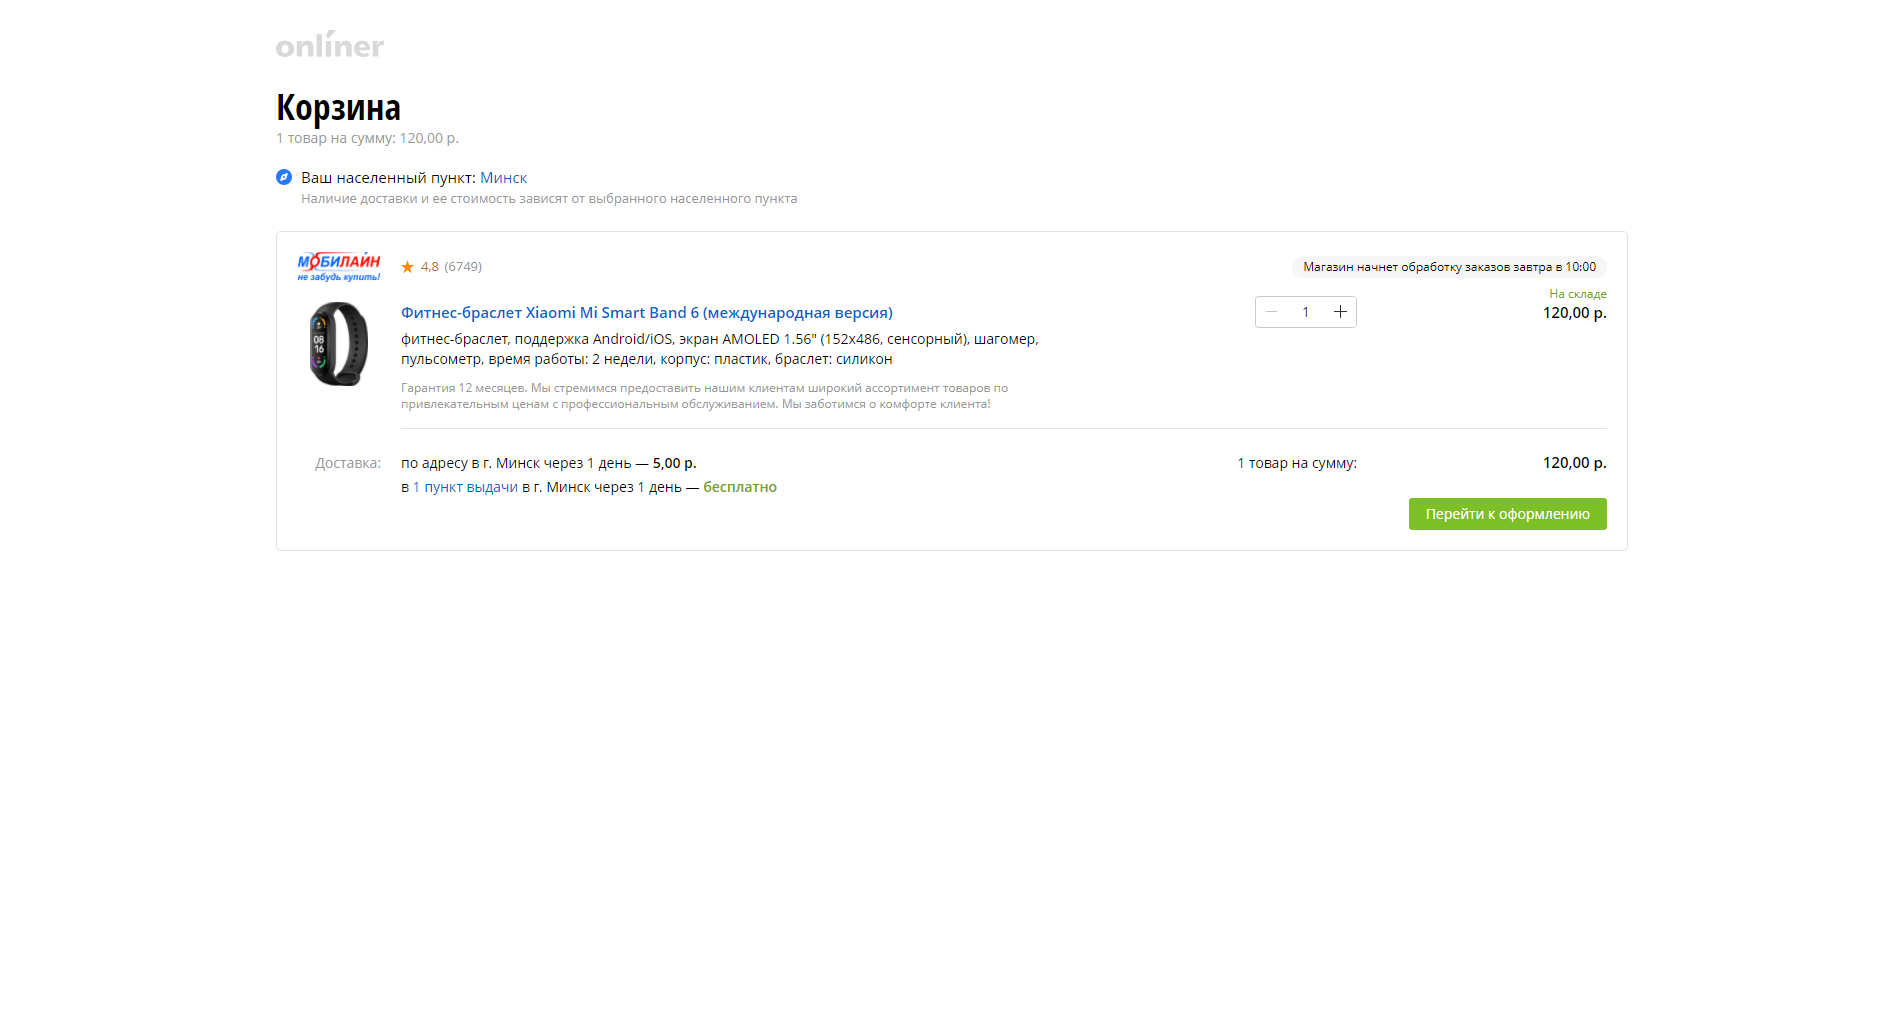 onliner
Корзина
1 товар на сумму: 120,00 р.
Ваш населенный пункт: Минск
Наличие доставки и ее стоимость зависят от выбранного населенного пункта
МОБИЛАЙН
не забудь купить!
4,8 (6749)
Магазин начнет обработку заказов завтра в 10:00
На складе
Фитнес-браслет Xiaomi Mi Smart Band 6 (международная версия)
1
120,00 р.
фитнес-браслет, поддержка Android/iOS, экран AMOLED 1.56" (152x486, сенсорный), шагомер,
пульсометр, время работы: 2 недели, корпус: пластик, браслет: силикон
08
16
Гарантия 12 месяцев. Мы стремимся предоставить нашим клиентам широкий ассортимент товаров по
привлекательным ценам с профессиональным обслуживанием. Мы заботимся о комфорте клиента!
Доставка:
по адресу в г. Минск через 1 день — 5,00 р.
1 товар на сумму:
120,00 р.
в 1 пункт выдачи в г. Минск через 1 день — бесплатно
Перейти к оформлению